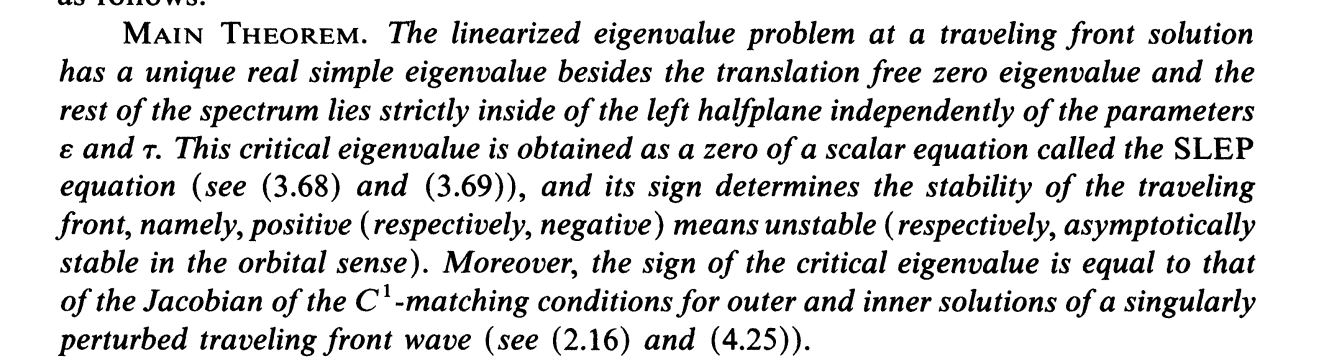 as follows.
MAIN THEOREM. The linearized eigenvalue problem at a traveling front solution
has a unique real simple eigenvalue besides the translation free zero eigenvalue and the
rest of the spectrum lies strictly inside of the left halfplane independently of the parameters
ε and τ. This critical eigenvalue is obtained as a zero of a scalar equation called the SLEP
equation (see (3.68) and (3.69)), and its sign determines the stability of the traveling
front, namely, positive (respectively, negative) means unstable (respectively, asymptotically
stable in the orbital sense). Moreover, the sign of the critical eigenvalue is equal to that
of the Jacobian of the C¹-matching conditions for outer and inner solutions of a singularly
perturbed traveling front wave (see (2.16) and (4.25)).